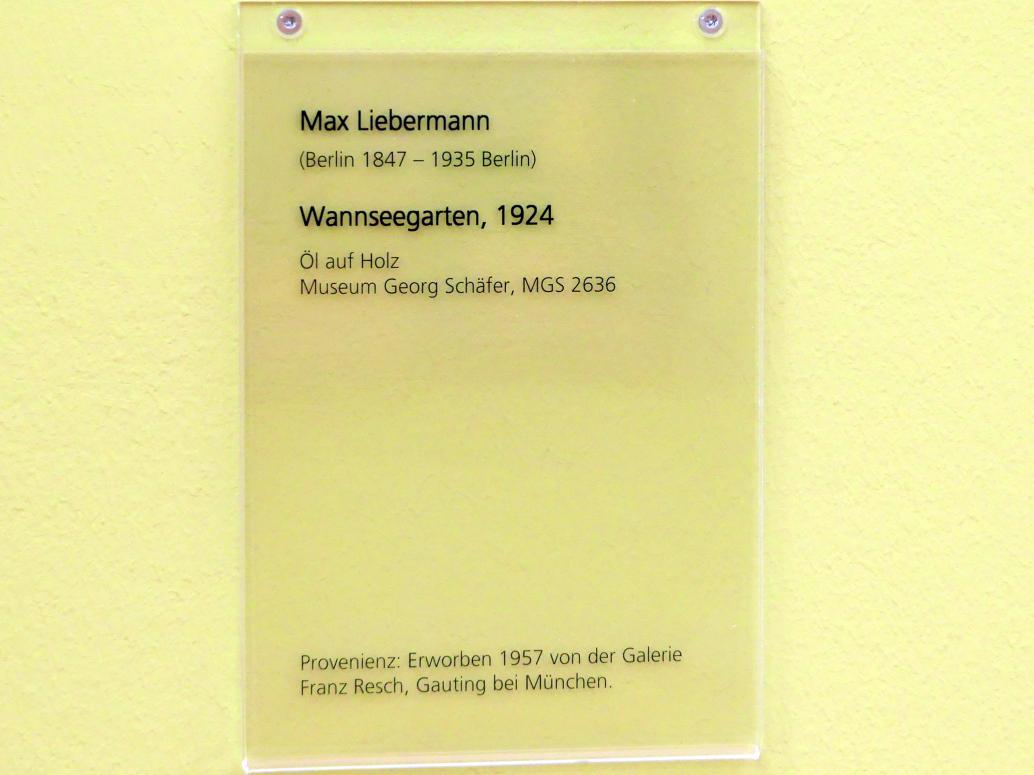 Max Liebermann
(Berlin 1847 – 1935 Berlin)
Wannseegarten, 1924
Öl auf Holz
Museum Georg Schäfer, MGS 2636
Provenienz: Erworben 1957 von der Galerie
Franz Resch, Gauting bei München.